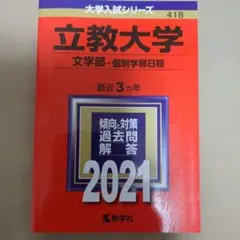 大学入試シリーズ
418
立教大学
文学部-個別学部日程
最近3カ年
傾向と対策
過去問
解答
2021
教学社